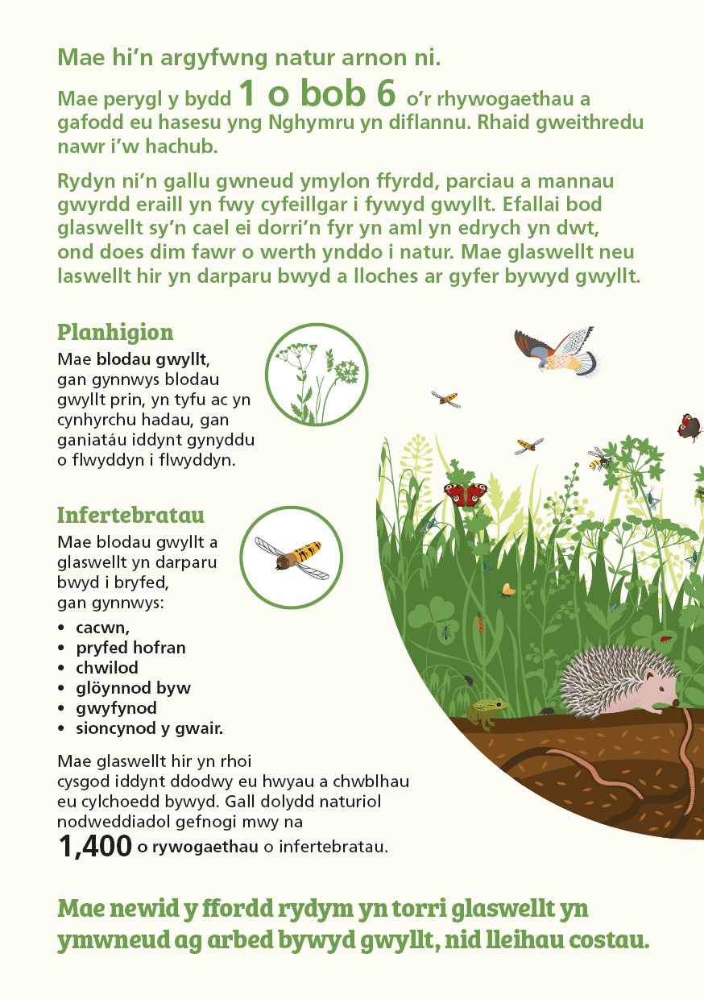 Mae hi’n argyfwng natur arnon ni.
Mae perygl y bydd 1 o bob 6 o’r rhywogaethau a
gafodd eu hasesu yng Nghymru yn diflannu. Rhaid gweithredu
nawr i’w hachub.
Rydyn ni’n gallu gwneud ymylon ffyrdd, parciau a mannau
gwyrdd eraill yn fwy cyfeillgar i fywyd gwyllt. Efallai bod
glaswellt sy’n cael ei dorri’n fyr yn aml yn edrych yn dwt,
ond does dim fawr o werth ynddo i natur. Mae glaswellt neu
laswellt hir yn darparu bwyd a lloches ar gyfer bywyd gwyllt.
Planhigion
Mae blodau gwyllt,
gan gynnwys blodau
gwyllt prin, yn tyfu ac yn
cynhyrchu hadau, gan
ganiatáu iddynt gynyddu
o flwyddyn i flwyddyn.
Infertebratau
Mae blodau gwyllt a
glaswellt yn darparu
bwyd i bryfed,
gan gynnwys:
• cacwn,
• pryfed hofran
• chwilod
• glöynnod byw
• gwyfynod
• sioncynod y gwair.
Mae glaswellt hir yn rhoi
cysgod iddynt ddodwy eu hwyau a chwblhau
eu cylchoedd bywyd. Gall dolydd naturiol
nodweddiadol gefnogi mwy na
1,400 o rywogaethau o infertebratau.
Mae newid y ffordd rydym yn torri glaswellt yn
ymwneud ag arbed bywyd gwyllt, nid lleihau costau.